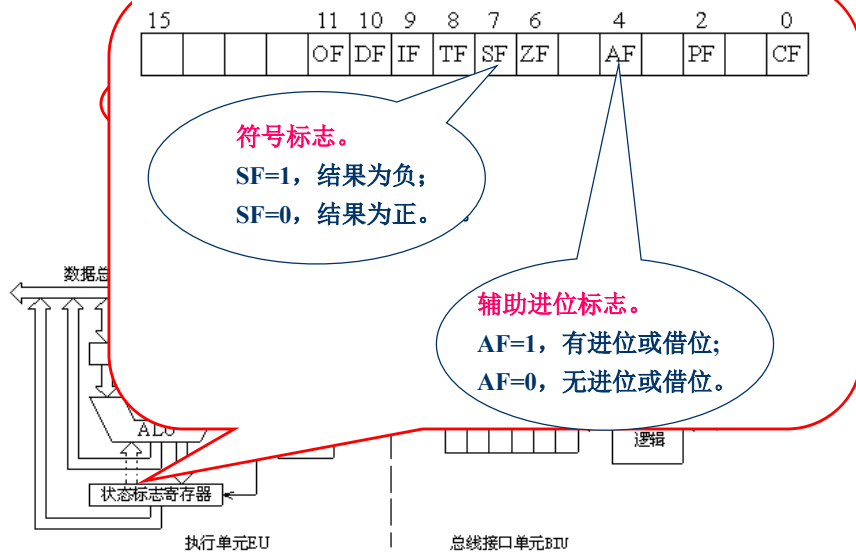 15 11 10 9 8 7 6 4 2 0
OF DF IF TF SF ZF AF PF CF
符号标志。
SF=1，结果为负；
SF=0，结果为正。
数据总
辅助进位标志。
AF=1，有进位或借位;
AF=0，无进位或借位。
ALU
逻辑
状态标志寄存器
执行单元EU
总线接口单元BIU